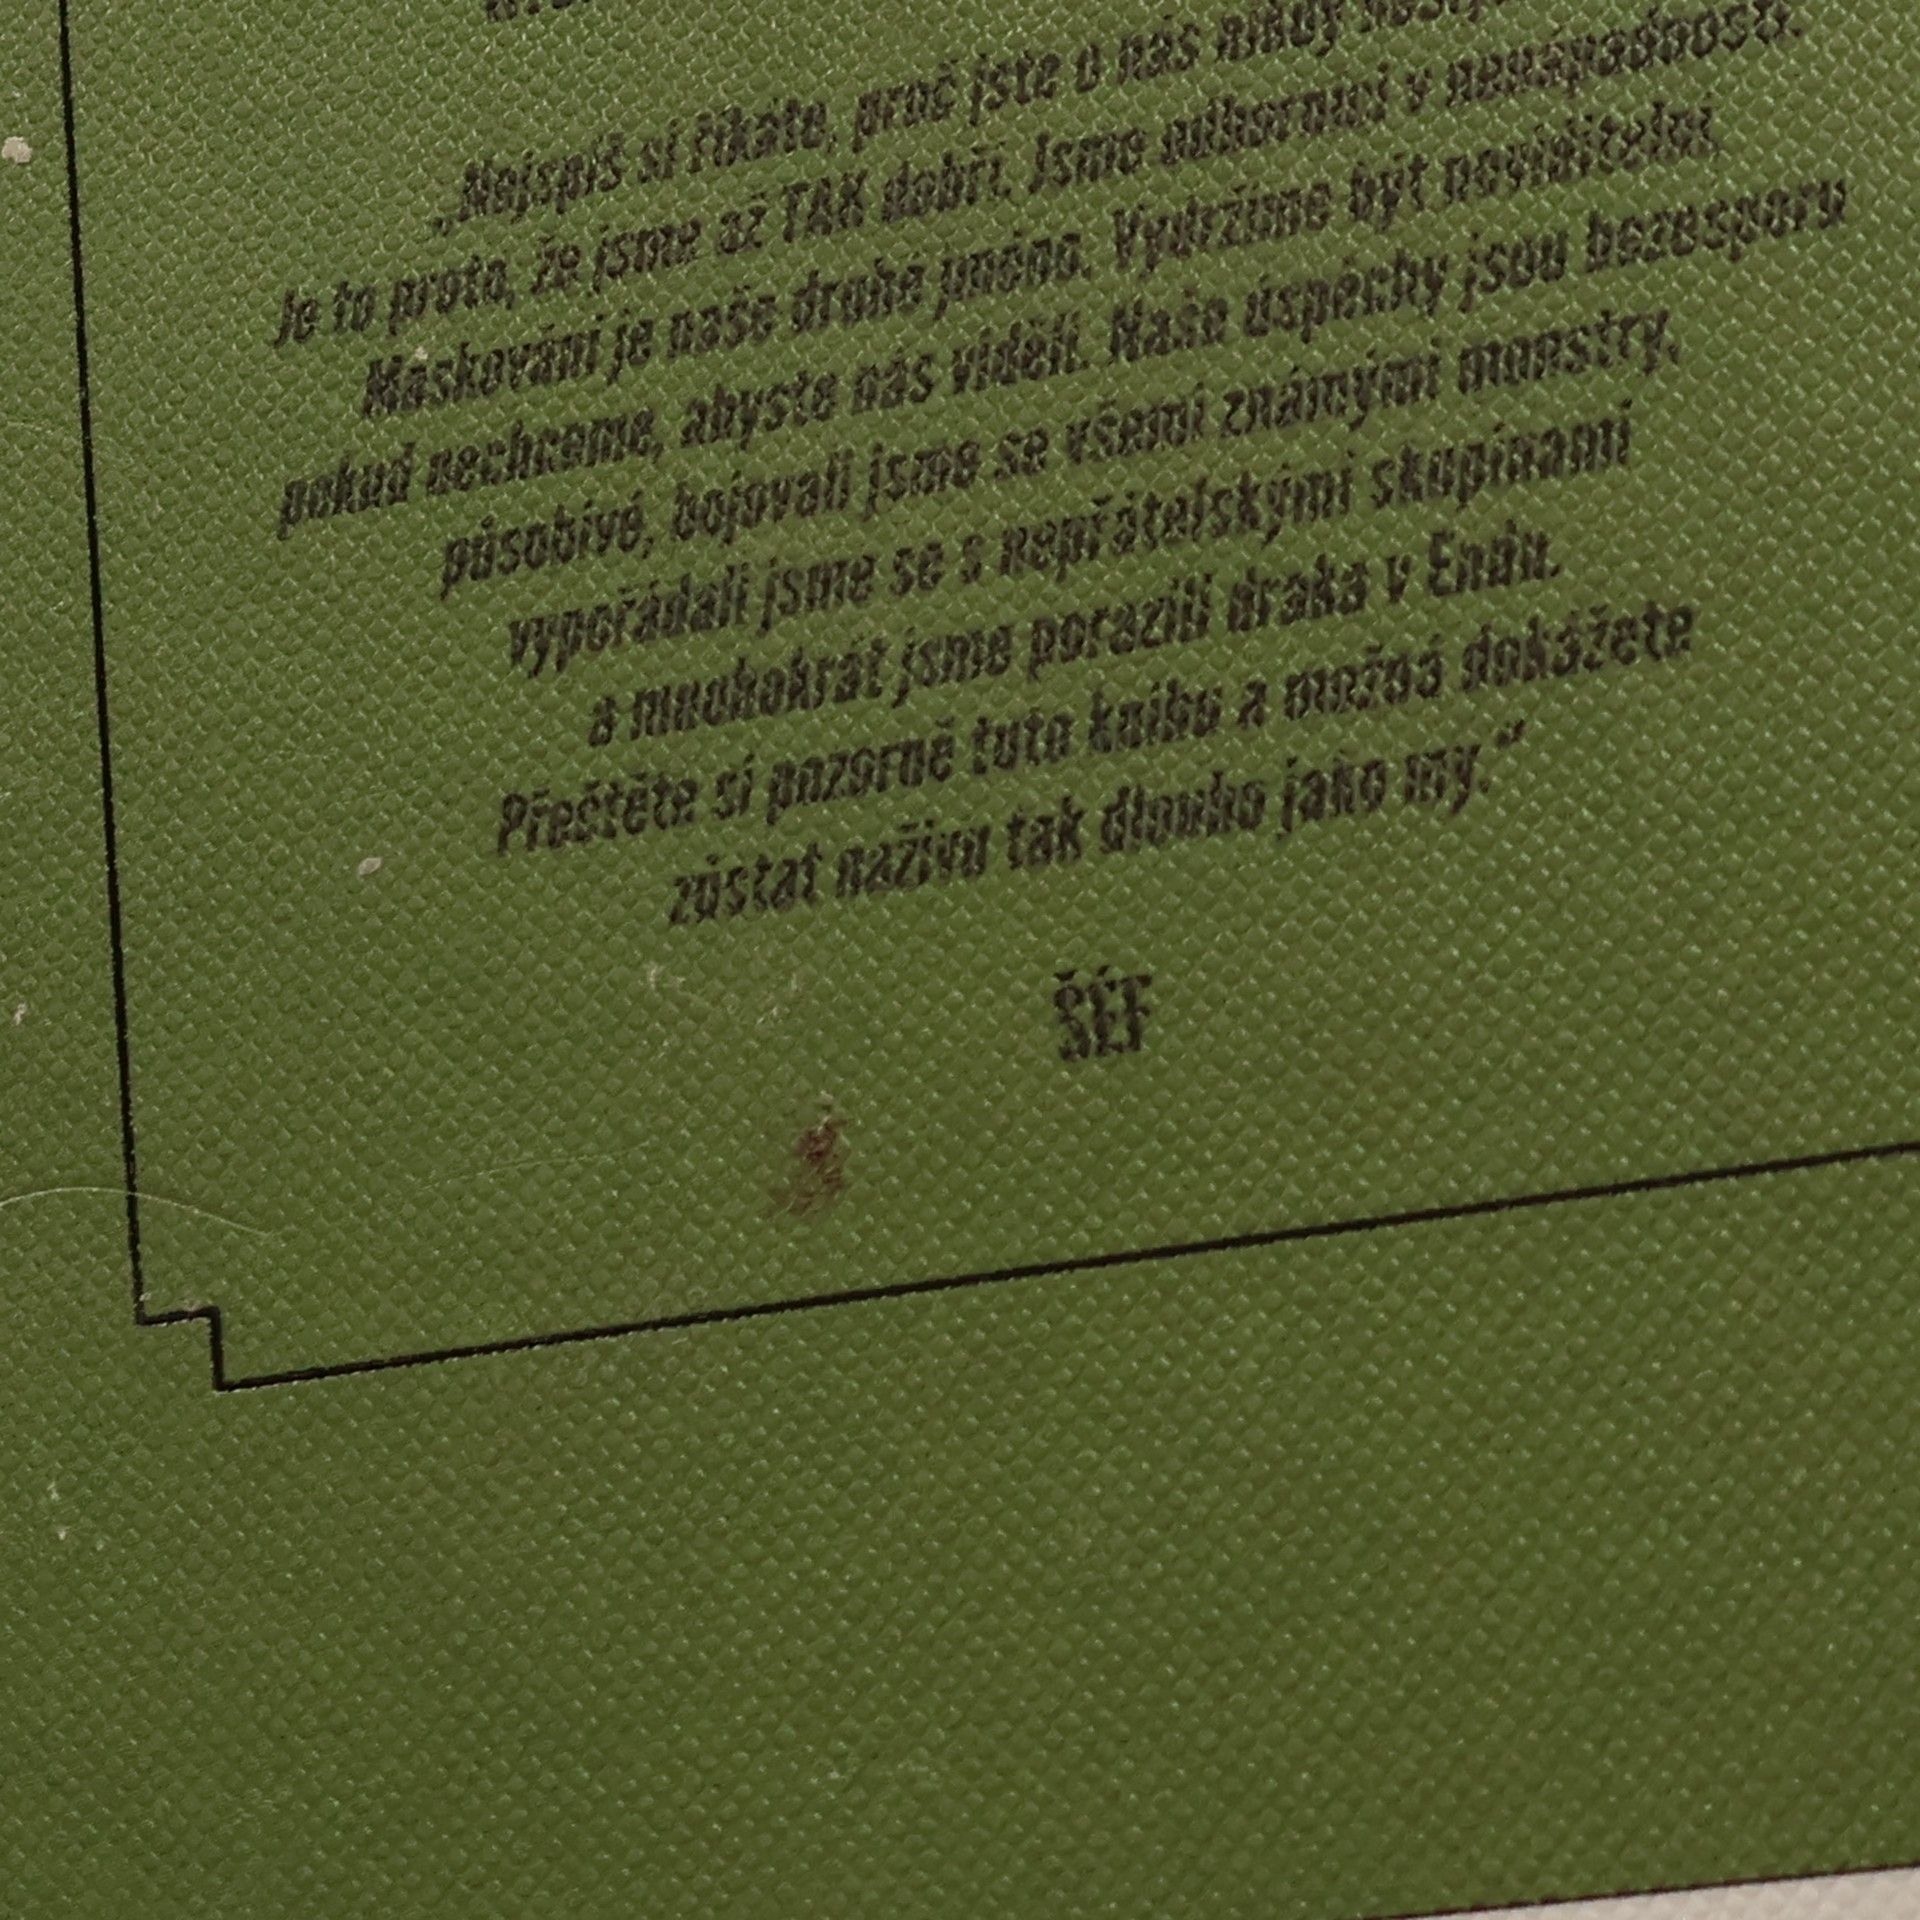 „Nejspíš si říkáte, proč jste o nás nikdy
Je to proto, že jsme až TAK dobří. Jsme odborníci v nenápadnosti.
Maskování je naše druhé jméno. Vydržíme být neviditelní,
pokud nechceme, abyste nás viděli. Naše úspěchy jsou bezesporu
působivé, bojovali jsme se všemi známými monstry,
vypořádali jsme se s nepřátelskými skupinami
a mnohokrát jsme porazili draka v Endu.
Přečtěte si pozorně tuto knihu a možná dokážete
zůstat naživu tak dlouho jako my.“
ŠÉF